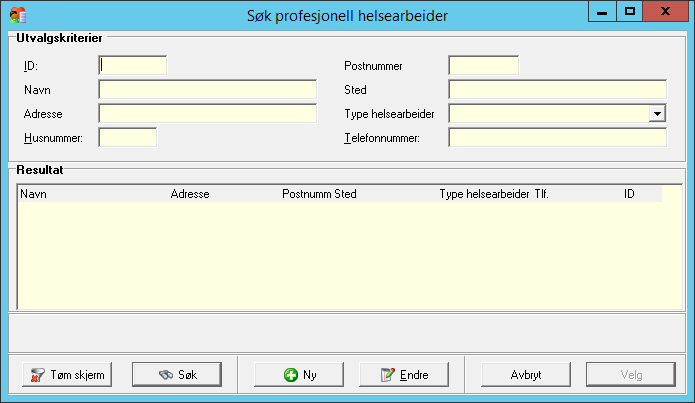 Søk profesjonell helsearbeider
Utvalgskriterier
ID:
Postnummer
Navn
Sted
Adresse
Type helsearbeider
Husnummer:
Telefonnummer:
Resultat
Navn Adresse Postnumm Sted Type helsearbeider Tlf. ID
Tøm skjerm Søk Ny Endre Avbryt Velg